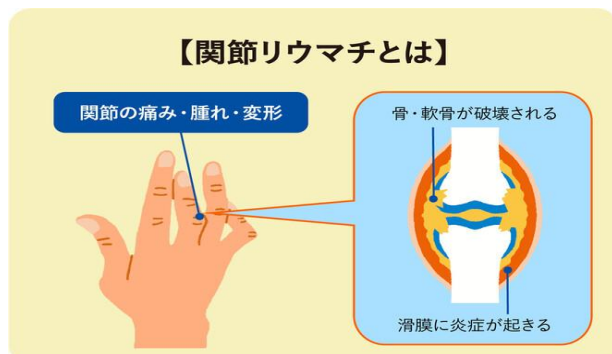 【関節リウマチとは】
関節の痛み・腫れ・変形
骨・軟骨が破壊される
滑膜に炎症が起きる